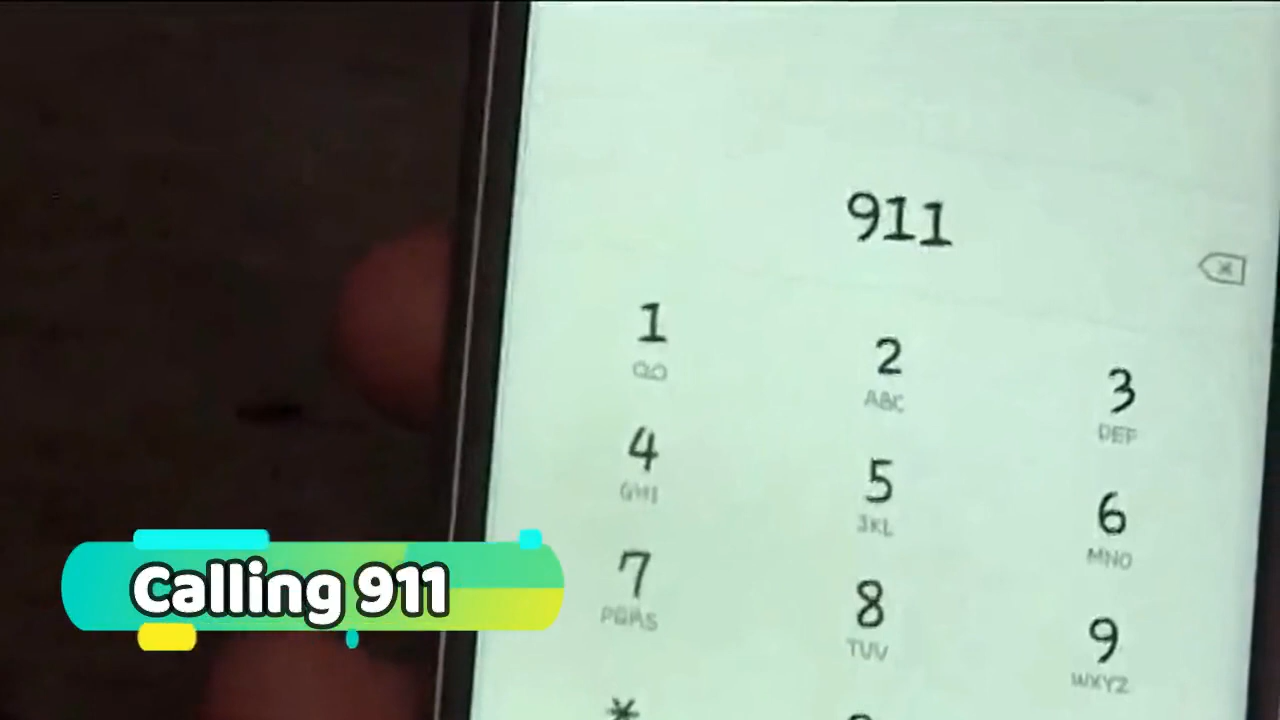 911
1
2
ABC
3
DEF
4
GHI
5
JKL
6
MNO
7
PQRS
8
TUV
9
WXYZ
*
Calling 911